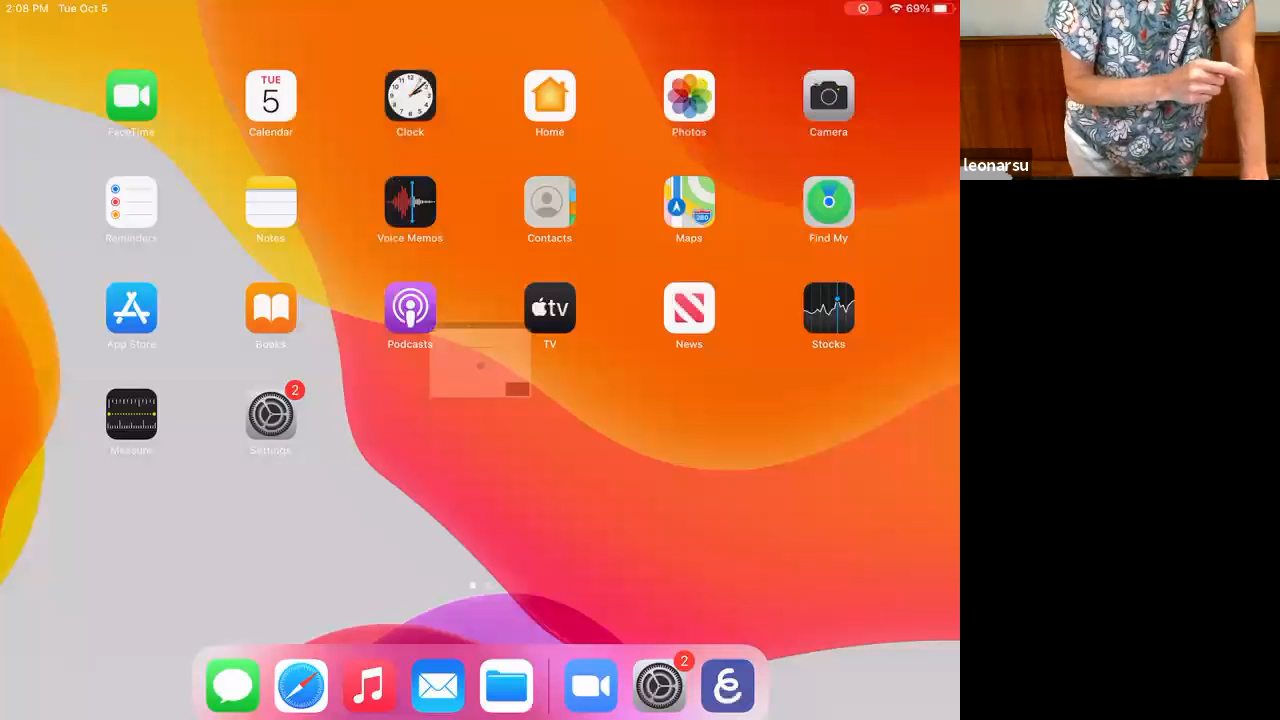 2:08 PM Tue Oct 5 69%
TUE
5
FaceTime Calendar Clock Home Photos Camera
Reminders Notes Voice Memos Contacts Maps Find My
App Store Books Podcasts TV News Stocks
tv
2
Measure Settings
2
leonarsu